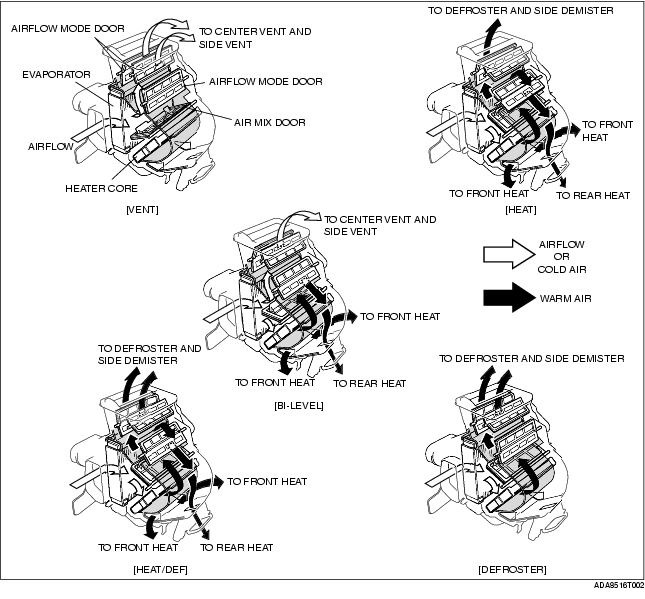 AIRFLOW MODE DOOR
TO CENTER VENT AND
SIDE VENT
EVAPORATOR
AIRFLOW MODE DOOR
AIR MIX DOOR
AIRFLOW
HEATER CORE
[VENT]
TO DEFROSTER AND SIDE DEMISTER
TO FRONT
HEAT
TO FRONT HEAT
TO REAR HEAT
[HEAT]
TO CENTER VENT AND
SIDE VENT
TO FRONT HEAT
TO FRONT HEAT
TO REAR HEAT
[BI-LEVEL]
AIRFLOW
OR
COLD AIR
WARM AIR
TO DEFROSTER AND
SIDE DEMISTER
TO FRONT HEAT
TO FRONT HEAT
TO REAR HEAT
[HEAT/DEF]
TO DEFROSTER AND SIDE DEMISTER
[DEFROSTER]
ADA8516T002